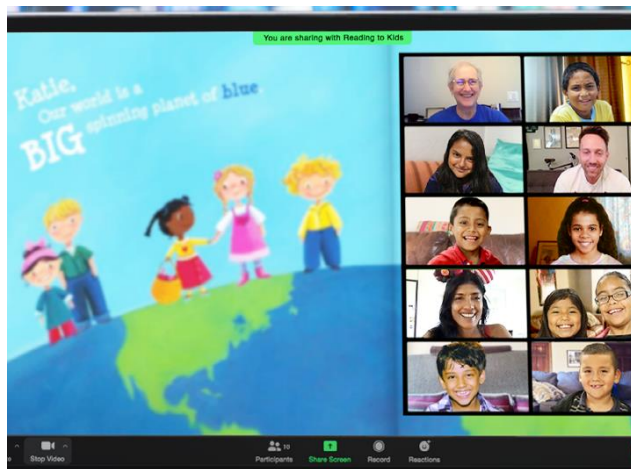 You are sharing with Reading to Kids
Katie,
Our world is a
BIG spinning planet of blue
Stop Video
Participants
10
Share Screen
Record
Reactions